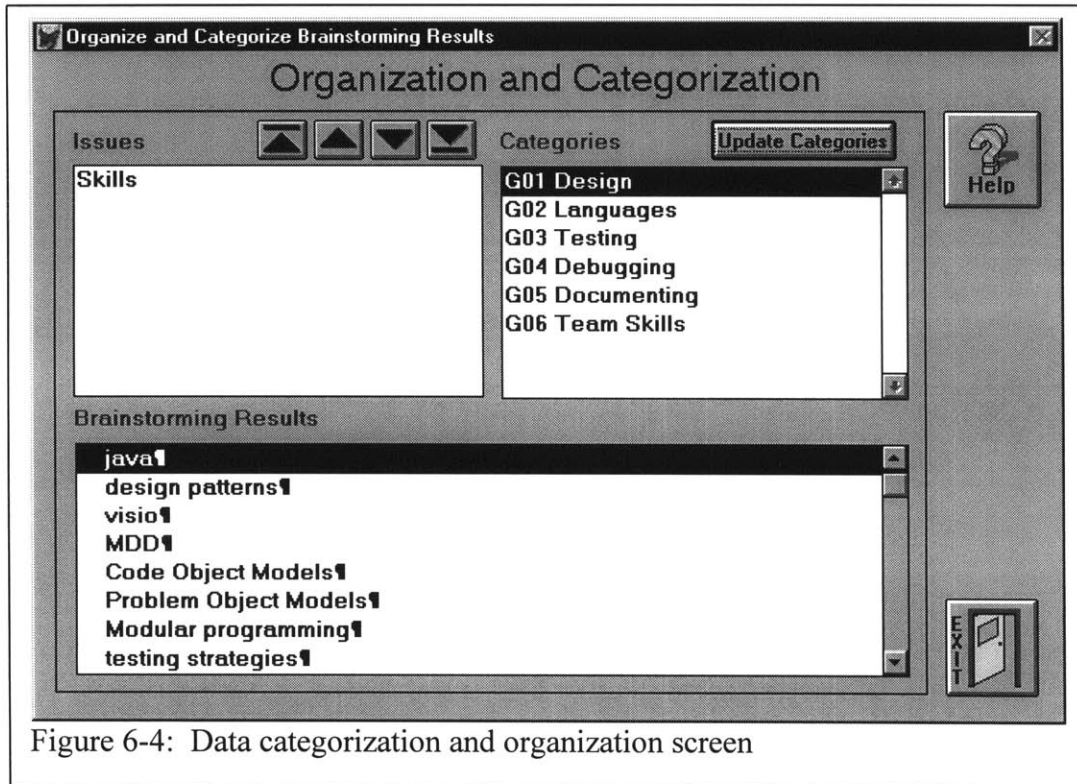 Organize and Categorize Brainstorming Results
Organization and Categorization
Issues
Categories
Update Categories
Help
Skills
G01 Design
G02 Languages
G03 Testing
G04 Debugging
G05 Documenting
G06 Team Skills
Brainstorming Results
java¶
design patterns¶
visio¶
MDD¶
Code Object Models¶
Problem Object Models¶
Modular programming¶
testing strategies¶
EXIT
Figure 6-4: Data categorization and organization screen